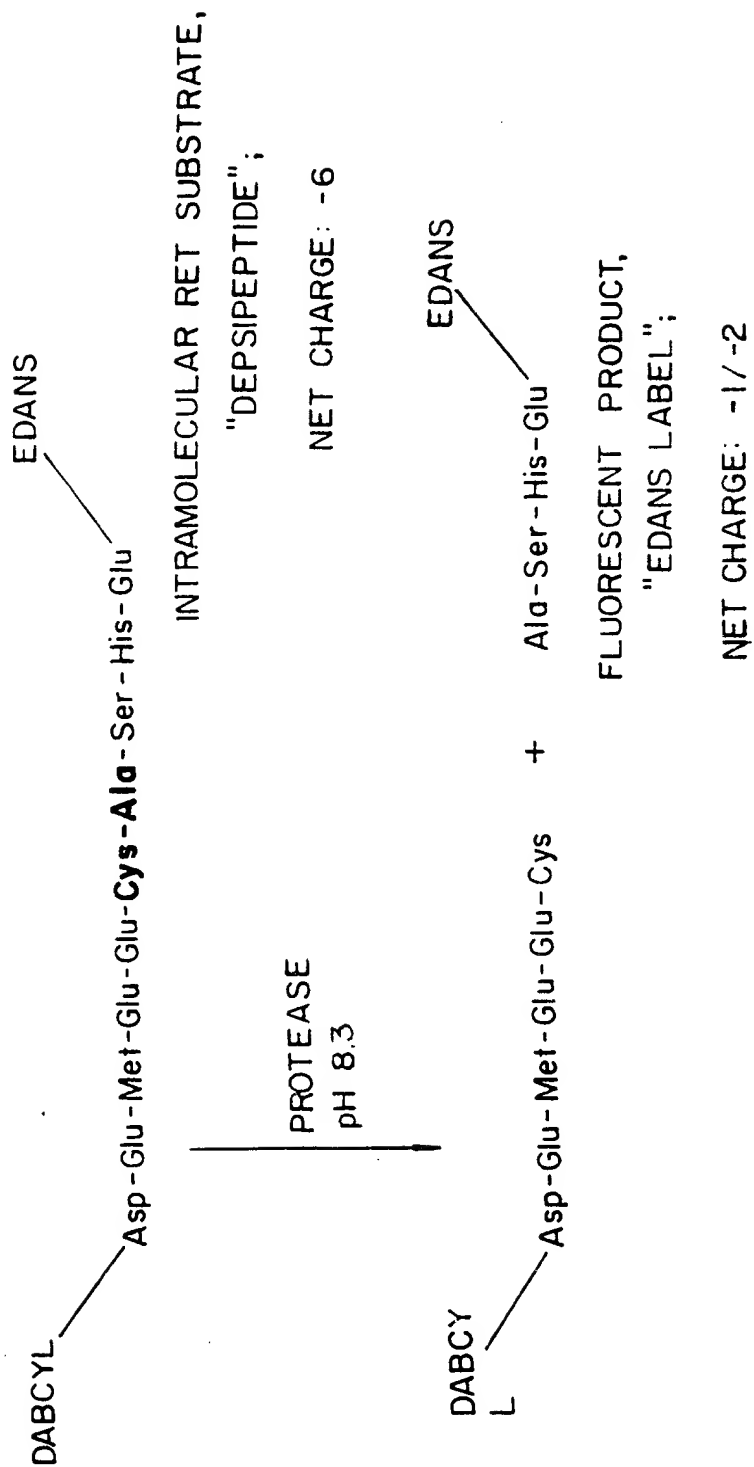 DABCYL
EDANS
Asp-Glu-Met-Glu-Glu-Cys-Ala-Ser-His-Glu
INTRAMOLECULAR RET SUBSTRATE,
"DEPSIPEPTIDE";
NET CHARGE: -6
PROTEASE
pH 8.3
DABCY
L
EDANS
Asp-Glu-Met-Glu-Glu-Cys + Ala-Ser-His-Glu
FLUORESCENT PRODUCT,
"EDANS LABEL";
NET CHARGE: -1/-2